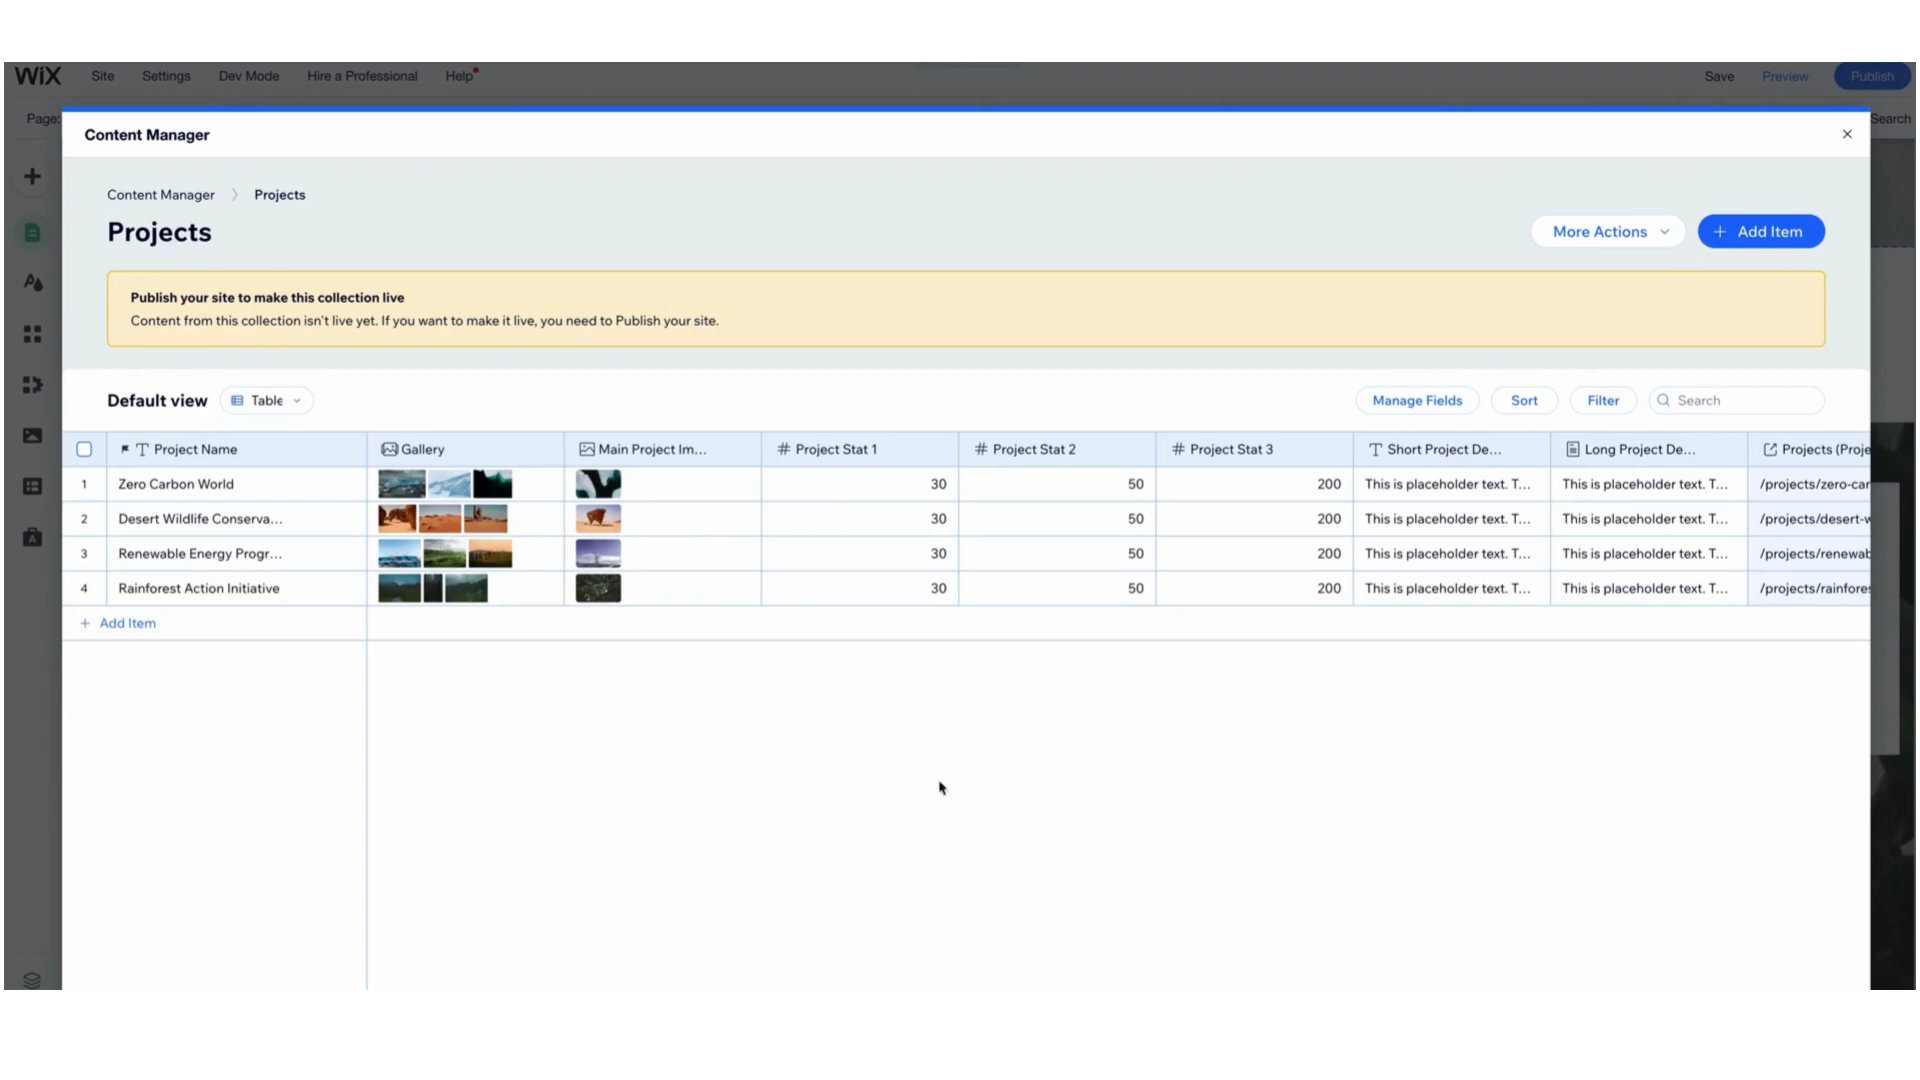 WiX Site Settings Dev Mode Hire a Professional Help Save Preview Publish
Page: Search
Content Manager
Content Manager Projects
Projects
More Actions + Add Item
Publish your site to make this collection live
Content from this collection isn't live yet. If you want to make it live, you need to Publish your site.
Default view Table Manage Fields Sort Filter Search
Project Name Gallery Main Project Im... # Project Stat 1 # Project Stat 2 # Project Stat 3 Short Project De... Long Project De... Projects (Proje
1 Zero Carbon World 30 50 200 This is placeholder text. T... This is placeholder text. T... /projects/zero-car
2 Desert Wildlife Conserva... 30 50 200 This is placeholder text. T... This is placeholder text. T... /projects/desert-w
3 Renewable Energy Progr... 30 50 200 This is placeholder text. T... This is placeholder text. T... /projects/renewab
4 Rainforest Action Initiative 30 50 200 This is placeholder text. T... This is placeholder text. T... /projects/rainfores
+ Add Item